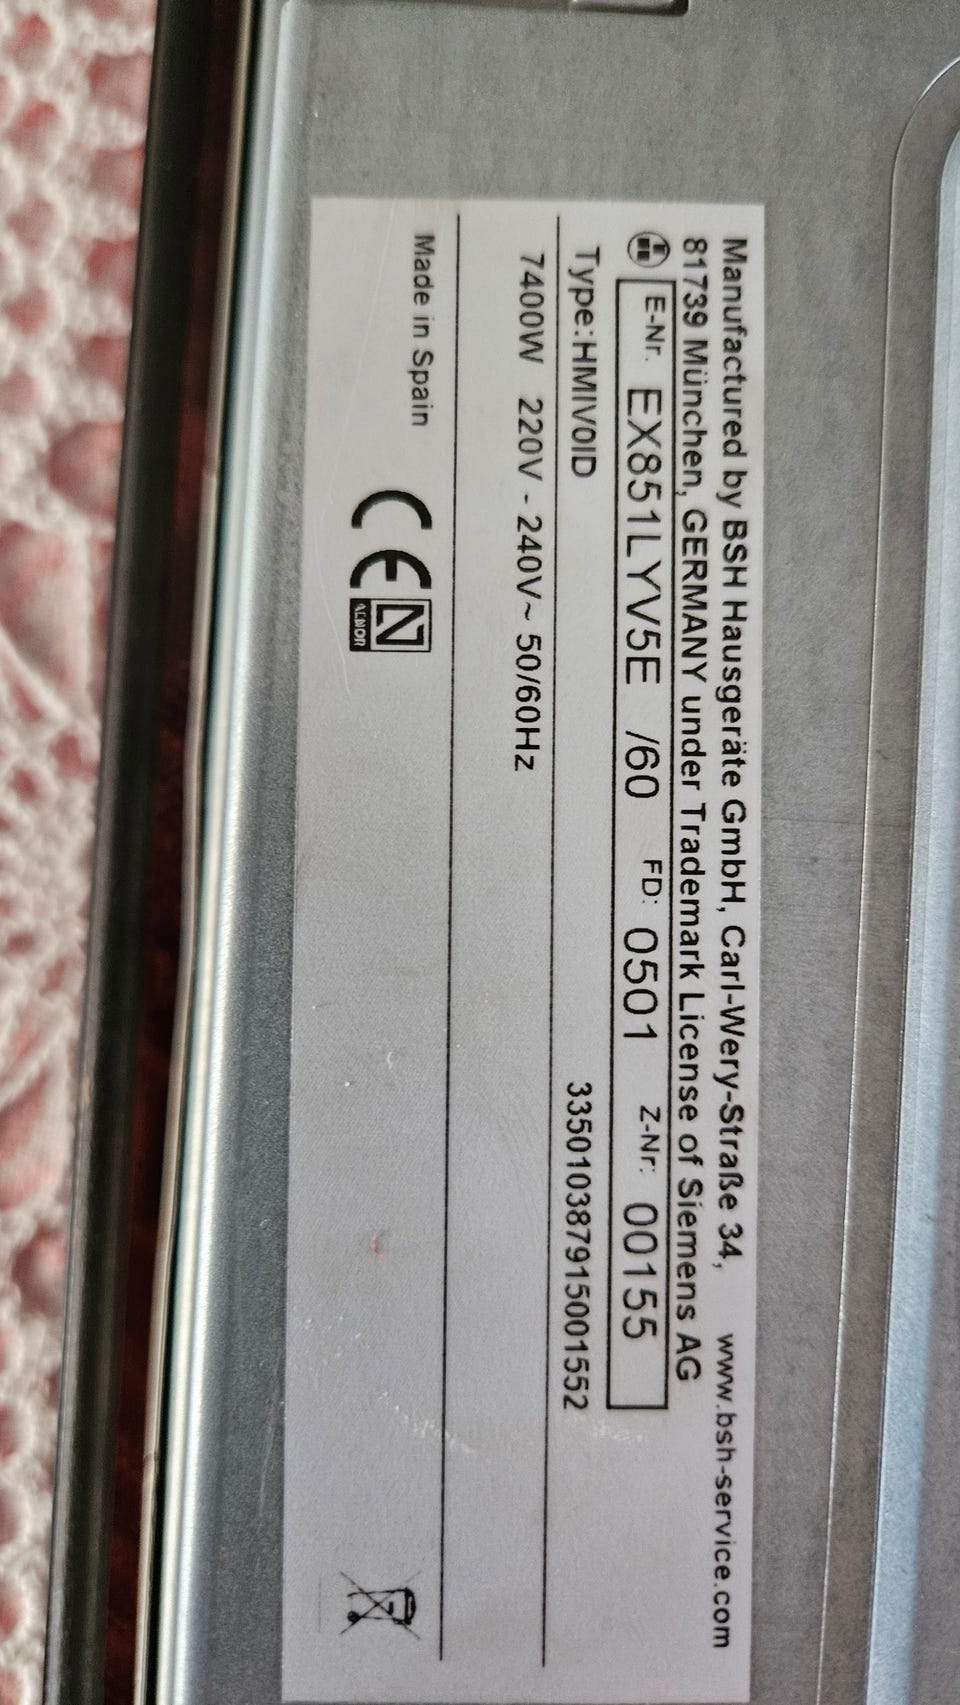 Manufactured by BSH Hausgeräte GmbH, Carl-Wery-Straße 34, www.bsh-service.com
81739 München, GERMANY under Trademark License of Siemens AG
E-Nr. EX851LYV5E /60 FD: 0501 Z-Nr: 00155
Type:HMIV0ID 335010387915001552
7400W 220V - 240V~ 50/60Hz
Made in Spain CE N
AENOR